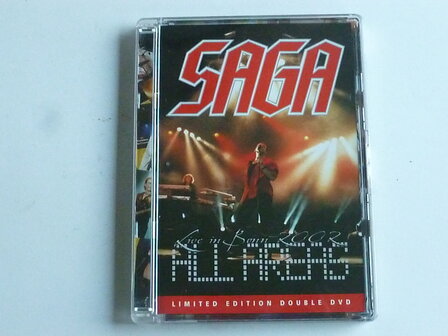 SAGA
Live in Bonn 2002
ALL AREAS
LIMITED EDITION DOUBLE DVD